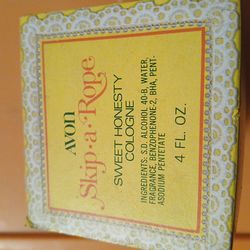 AVON
Skip·a·Rope
SWEET HONESTY
COLOGNE
INGREDIENTS: S.D. ALCOHOL 40-B, WATER,
FRAGRANCE, BENZOPHENONE-2, BHA, PENT-
ASODIUM PENTETATE
4 FL. OZ.